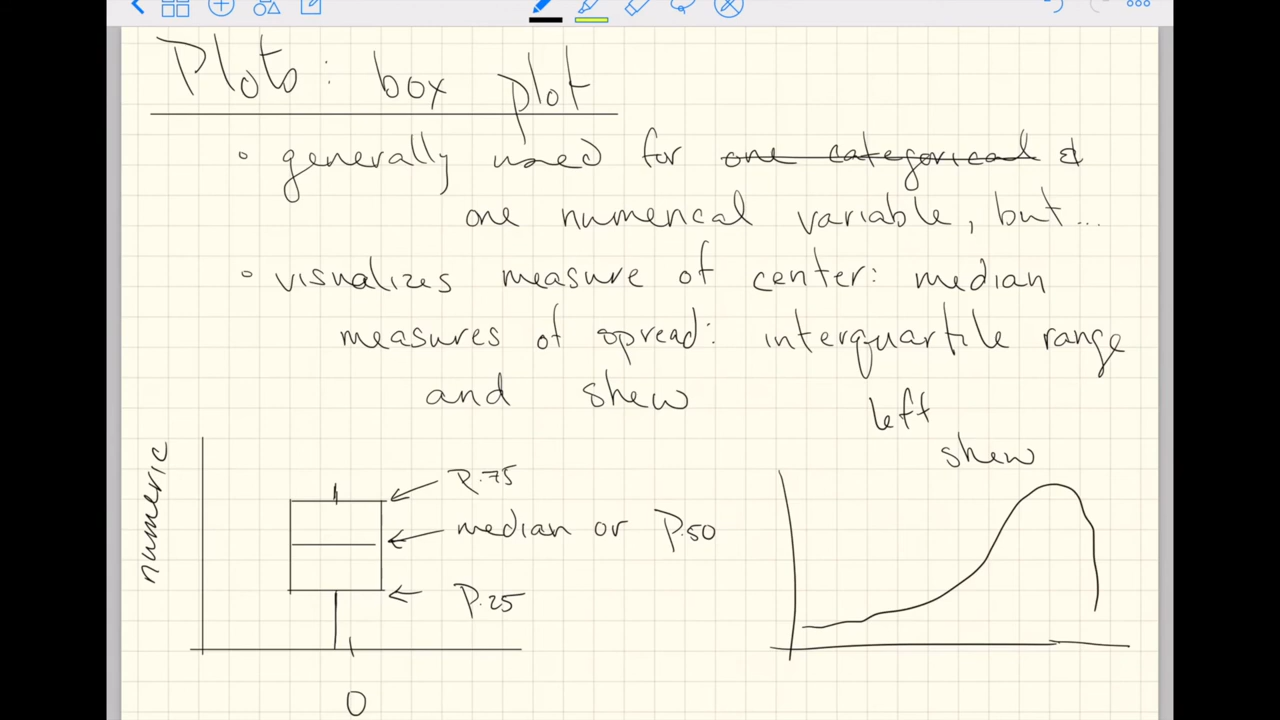 Plots: box plot
• generally used for one categorical &
one numerical variable, but...
• visualizes measure of center: median
measures of spread: interquartile range
and skew
left
skew
numeric
P.75
median or P.50
P.25
0